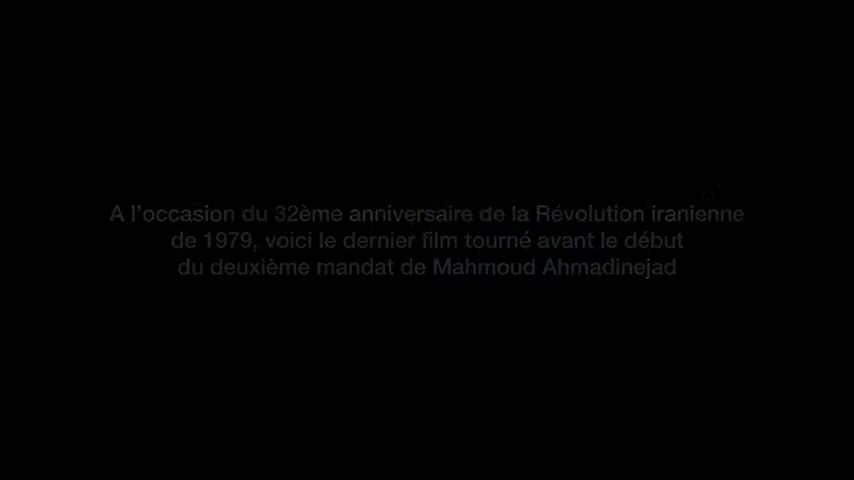 A l'occasion du 32ème anniversaire de la Révolution iranienne
de 1979, voici le dernier film tourné avant le début
du deuxième mandat de Mahmoud Ahmadinejad